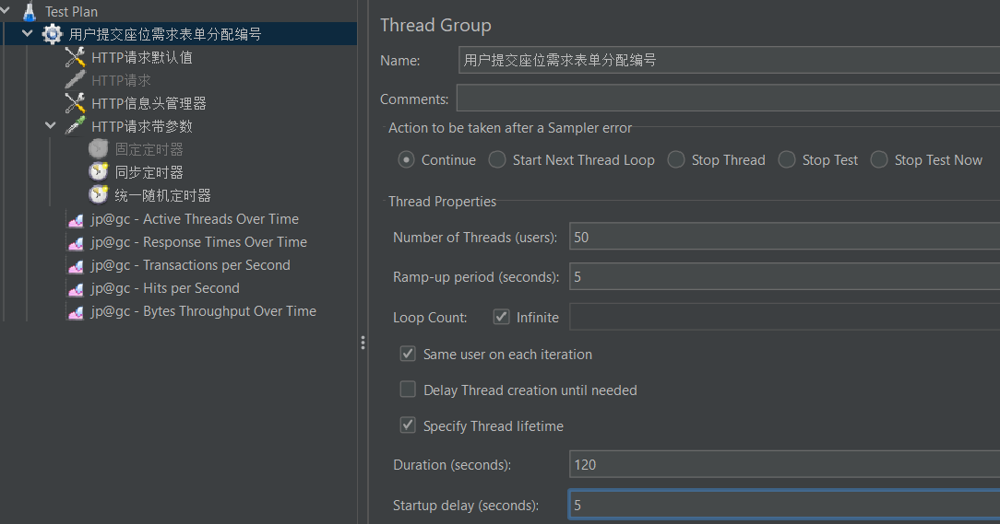 Test Plan
用户提交座位需求表单分配编号
HTTP请求默认值
HTTP请求
HTTP信息头管理器
HTTP请求带参数
固定定时器
同步定时器
统一随机定时器
jp@gc - Active Threads Over Time
jp@gc - Response Times Over Time
jp@gc - Transactions per Second
jp@gc - Hits per Second
jp@gc - Bytes Throughput Over Time
Thread Group
Name: 用户提交座位需求表单分配编号
Comments:
Action to be taken after a Sampler error
Continue Start Next Thread Loop Stop Thread Stop Test Stop Test Now
Thread Properties
Number of Threads (users): 50
Ramp-up period (seconds): 5
Loop Count: Infinite
Same user on each iteration
Delay Thread creation until needed
Specify Thread lifetime
Duration (seconds): 120
Startup delay (seconds): 5